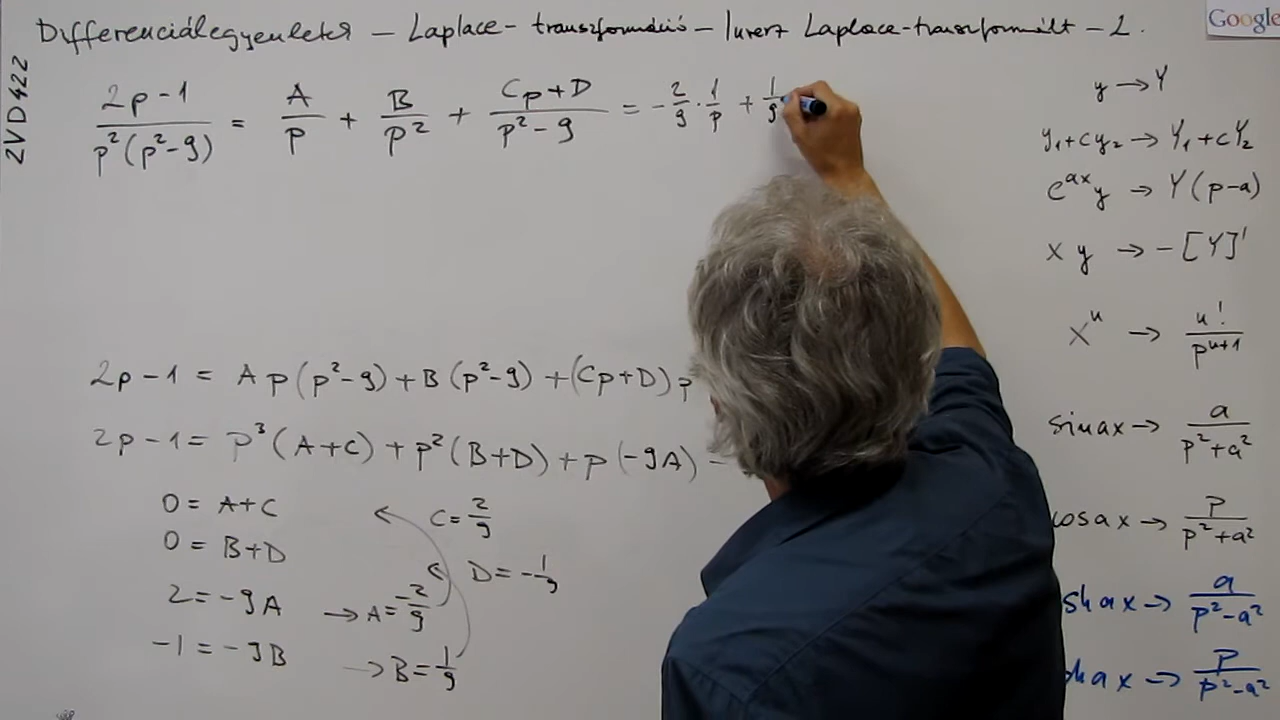 Differenciálegyenletek – Laplace-transzformáció – Inverz Laplace-transzformált – 2.
Google
2VD422
(2p-1)/(p²(p²-9)) = A/p + B/p² + (Cp+D)/(p²-9) = -2/9 · 1/p + 1/9
2p-1 = Ap(p²-9) + B(p²-9) + (Cp+D)p
2p-1 = p³(A+C) + p²(B+D) + p(-9A) -
0 = A+C
C = 2/9
0 = B+D
D = -1/9
2 = -9A → A = -2/9
-1 = -9B → B = 1/9
y → Y
y₁+cy₂ → Y₁+cY₂
e^(ax) y → Y(p-a)
x y → -[Y]'
xⁿ → n!/p^(n+1)
sin ax → a/(p²+a²)
cos ax → p/(p²+a²)
sh ax → a/(p²-a²)
ax → p/(p²-a²)